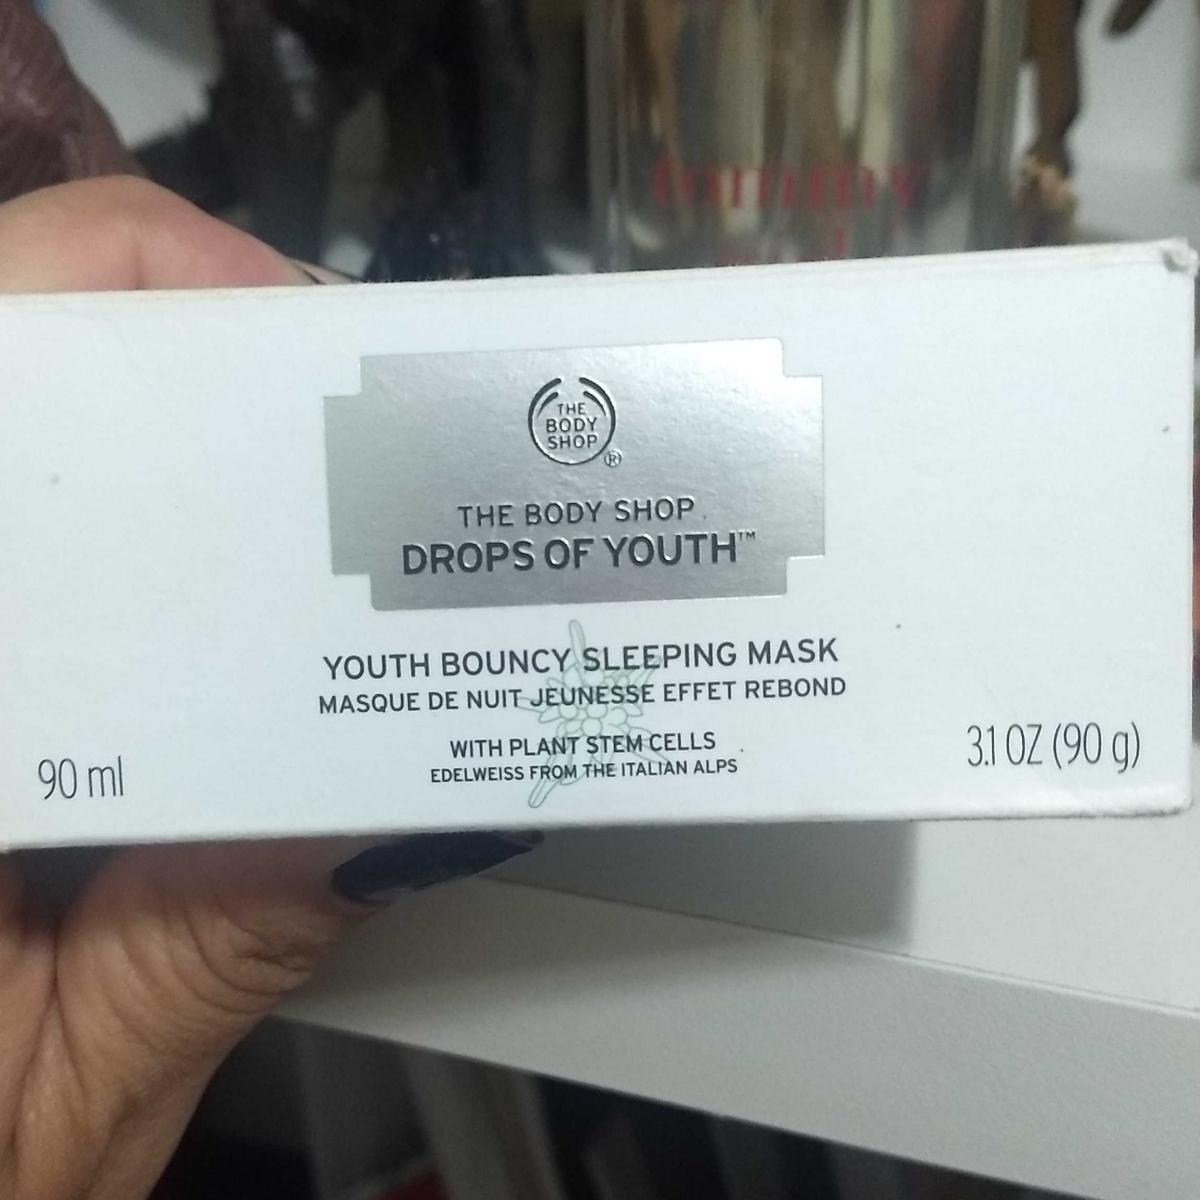 tommy
THE
BODY
SHOP
®
THE BODY SHOP
DROPS OF YOUTH™
YOUTH BOUNCY SLEEPING MASK
MASQUE DE NUIT JEUNESSE EFFET REBOND
WITH PLANT STEM CELLS
EDELWEISS FROM THE ITALIAN ALPS
90 ml
3.1 OZ (90 g)